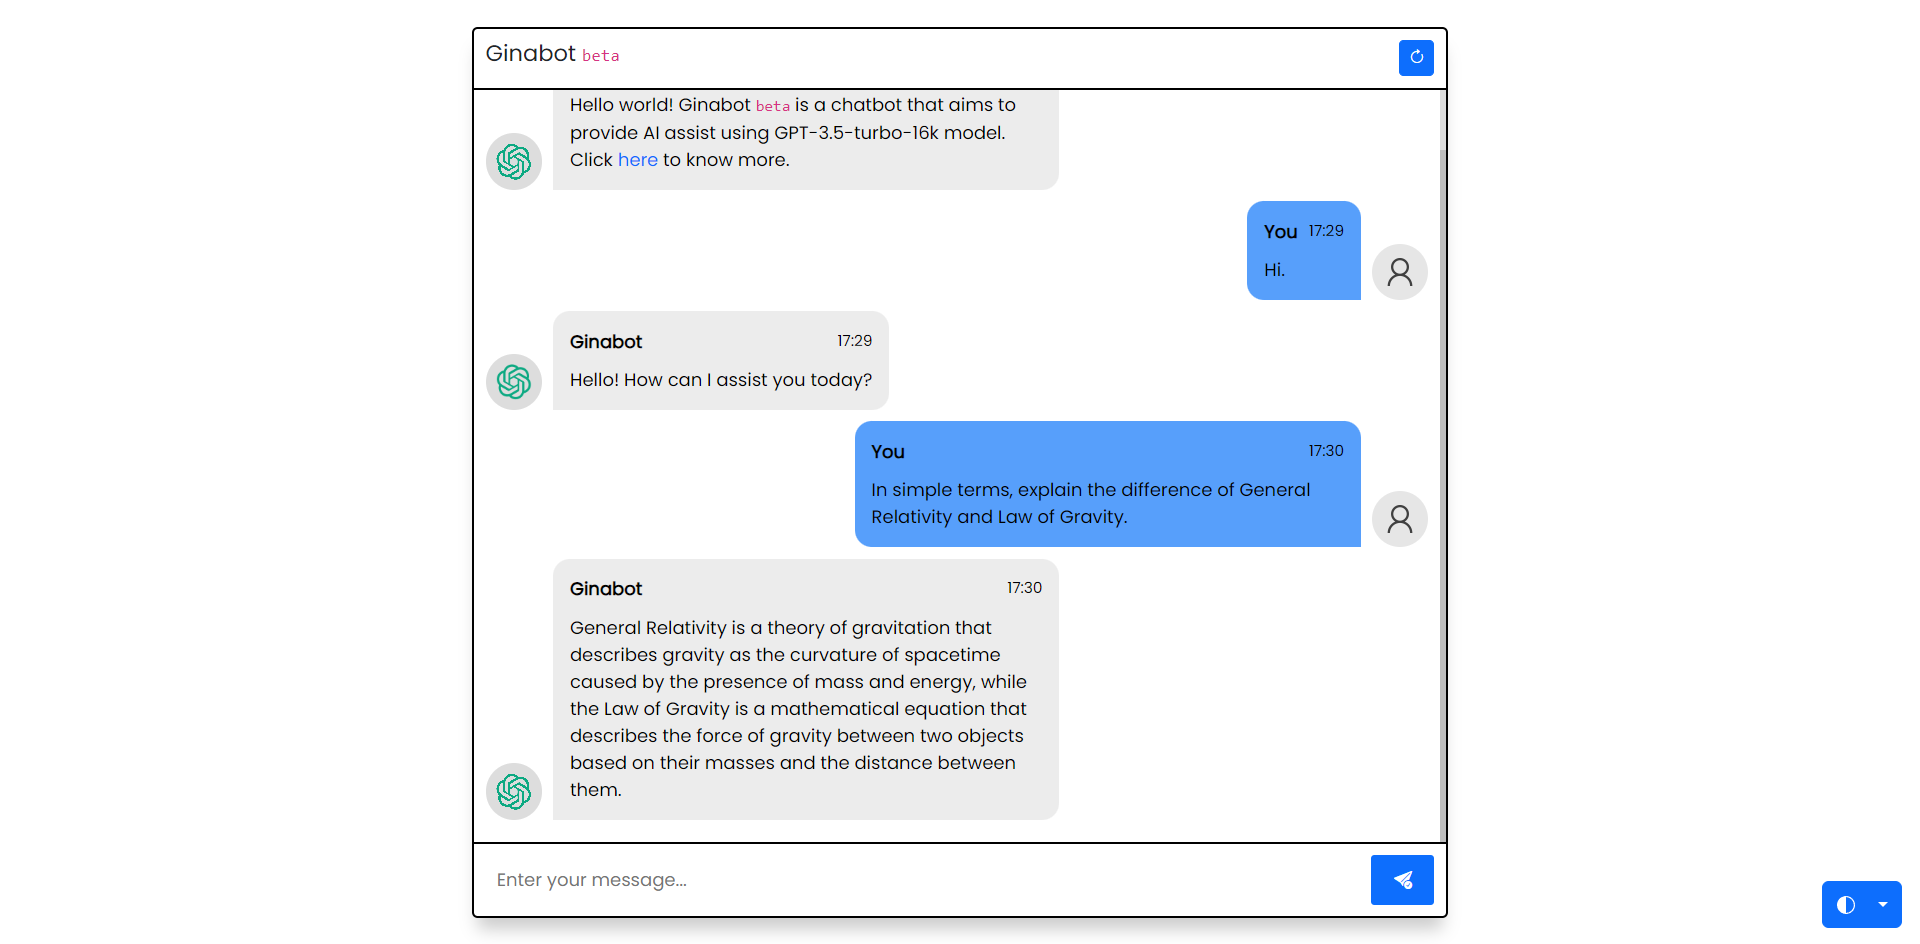 Ginabot beta
Hello world! Ginabot beta is a chatbot that aims to
provide AI assist using GPT-3.5-turbo-16k model.
Click here to know more.
You 17:29
Hi.
Ginabot 17:29
Hello! How can I assist you today?
You 17:30
In simple terms, explain the difference of General
Relativity and Law of Gravity.
Ginabot 17:30
General Relativity is a theory of gravitation that
describes gravity as the curvature of spacetime
caused by the presence of mass and energy, while
the Law of Gravity is a mathematical equation that
describes the force of gravity between two objects
based on their masses and the distance between
them.
Enter your message...